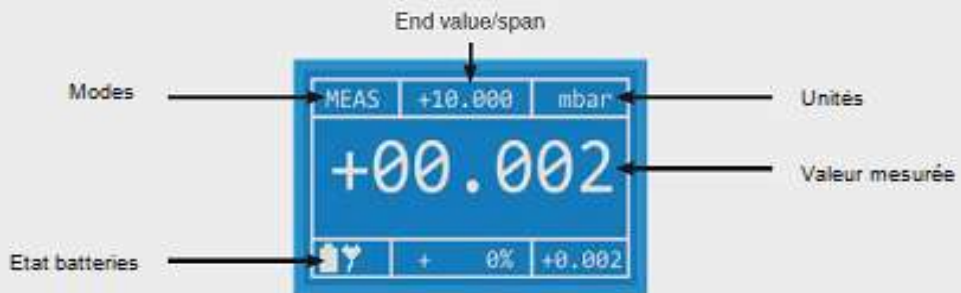 End value/span
Modes
MEAS +10.000 mbar
Unités
+00.002
Valeur mesurée
Etat batteries
+ 0% +0.002